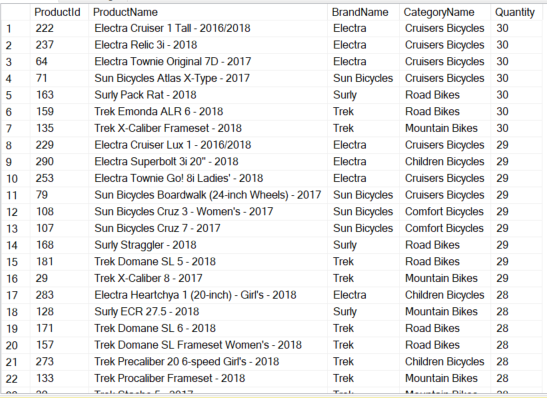 ProductId ProductName BrandName CategoryName Quantity
1 222 Electra Cruiser 1 Tall - 2016/2018 Electra Cruisers Bicycles 30
2 237 Electra Relic 3i - 2018 Electra Cruisers Bicycles 30
3 64 Electra Townie Original 7D - 2017 Electra Cruisers Bicycles 30
4 71 Sun Bicycles Atlas X-Type - 2017 Sun Bicycles Cruisers Bicycles 30
5 163 Surly Pack Rat - 2018 Surly Road Bikes 30
6 159 Trek Emonda ALR 6 - 2018 Trek Road Bikes 30
7 135 Trek X-Caliber Frameset - 2018 Trek Mountain Bikes 30
8 229 Electra Cruiser Lux 1 - 2016/2018 Electra Cruisers Bicycles 29
9 290 Electra Superbolt 3i 20" - 2018 Electra Children Bicycles 29
10 253 Electra Townie Go! 8i Ladies' - 2018 Electra Cruisers Bicycles 29
11 79 Sun Bicycles Boardwalk (24-inch Wheels) - 2017 Sun Bicycles Cruisers Bicycles 29
12 108 Sun Bicycles Cruz 3 - Women's - 2017 Sun Bicycles Comfort Bicycles 29
13 107 Sun Bicycles Cruz 7 - 2017 Sun Bicycles Comfort Bicycles 29
14 168 Surly Straggler - 2018 Surly Road Bikes 29
15 181 Trek Domane SL 5 - 2018 Trek Road Bikes 29
16 29 Trek X-Caliber 8 - 2017 Trek Mountain Bikes 29
17 283 Electra Heartchya 1 (20-inch) - Girl's - 2018 Electra Children Bicycles 28
18 128 Surly ECR 27.5 - 2018 Surly Mountain Bikes 28
19 171 Trek Domane SL 6 - 2018 Trek Road Bikes 28
20 157 Trek Domane SL Frameset Women's - 2018 Trek Road Bikes 28
21 273 Trek Precaliber 20 6-speed Girl's - 2018 Trek Children Bicycles 28
22 133 Trek Procaliber Frameset - 2018 Trek Mountain Bikes 28